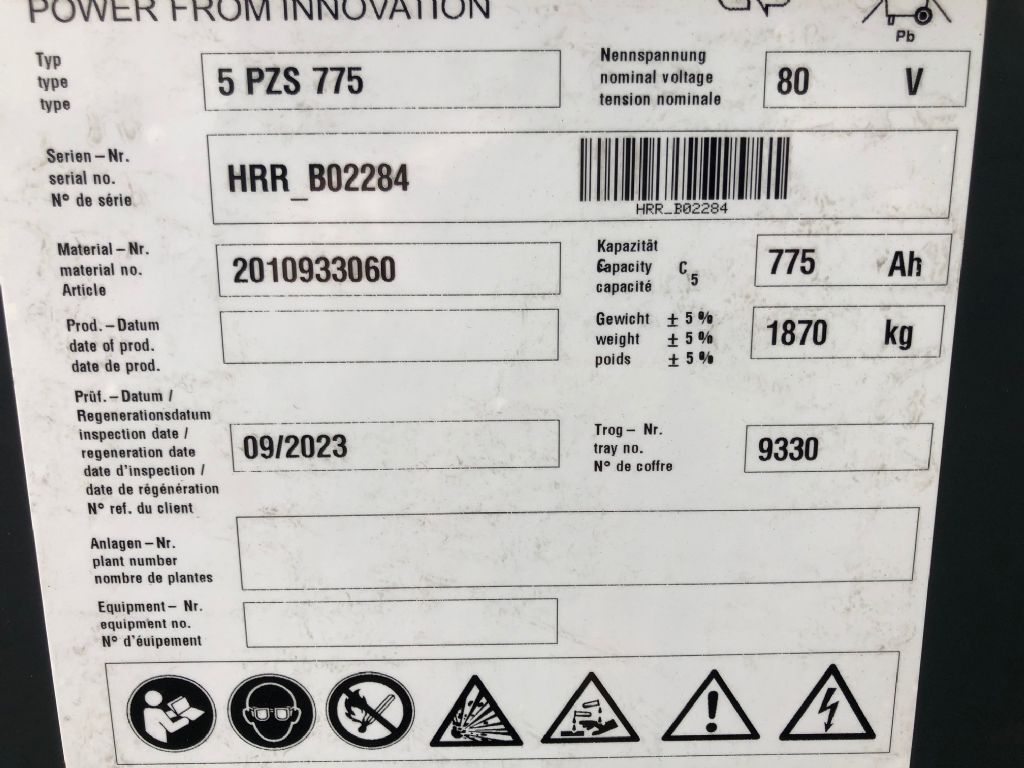 POWER FROM INNOVATION
Pb
Typ
type
type
5 PZS 775
Nennspannung
nominal voltage
tension nominale
80 V
Serien-Nr.
serial no.
N° de série
HRR_B02284
HRR_B02284
Material-Nr.
material no.
Article
2010933060
Kapazität
Capacity C5
capacité
775 Ah
Prod.-Datum
date of prod.
date de prod.
Gewicht ± 5 %
weight ± 5 %
poids ± 5 %
1870 kg
Prüf.-Datum /
Regenerationsdatum
inspection date /
regeneration date
date d'inspection /
date de régénération
N° ref. du client
09/2023
Trog- Nr.
tray no.
N° de coffre
9330
Anlagen-Nr.
plant number
nombre de plantes
Equipment- Nr.
equipment no.
N° d'éuipement